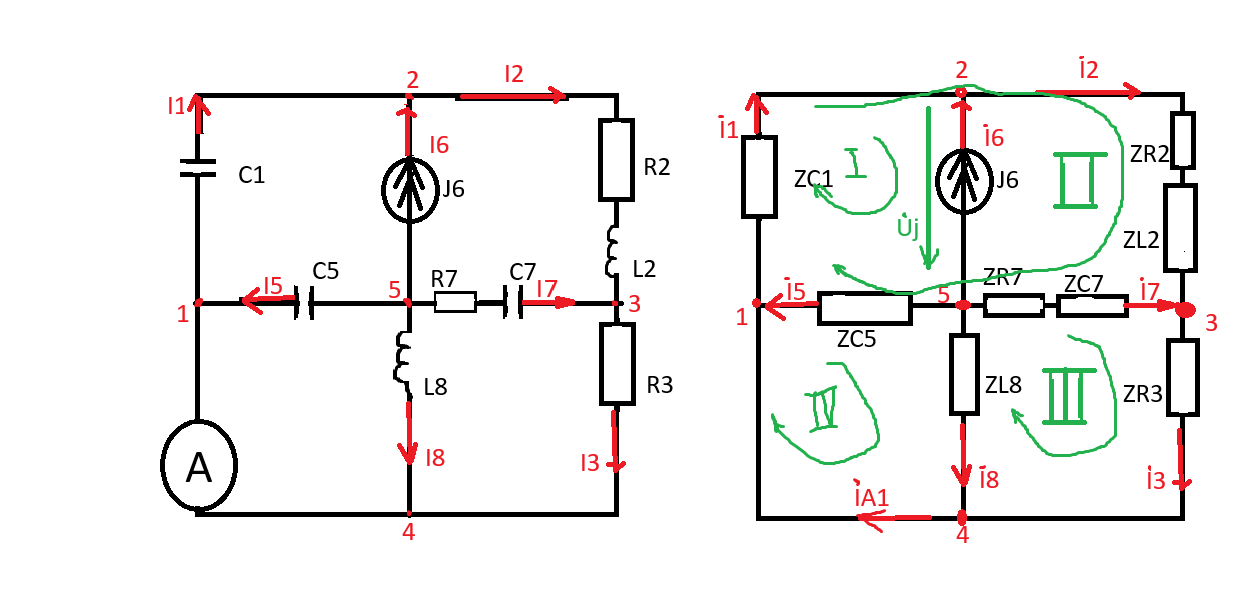 I1
2
I2
C1
I6
J6
R2
L2
I5
C5
5
R7
C7
I7
3
1
L8
R3
A
I8
I3
4
İ1
2
İ2
ZC1
I
İ6
J6
II
ZR2
U̇j
ZL2
İ5
5
ZR7
ZC7
İ7
1
ZC5
3
IV
ZL8
III
ZR3
İA1
İ8
İ3
4